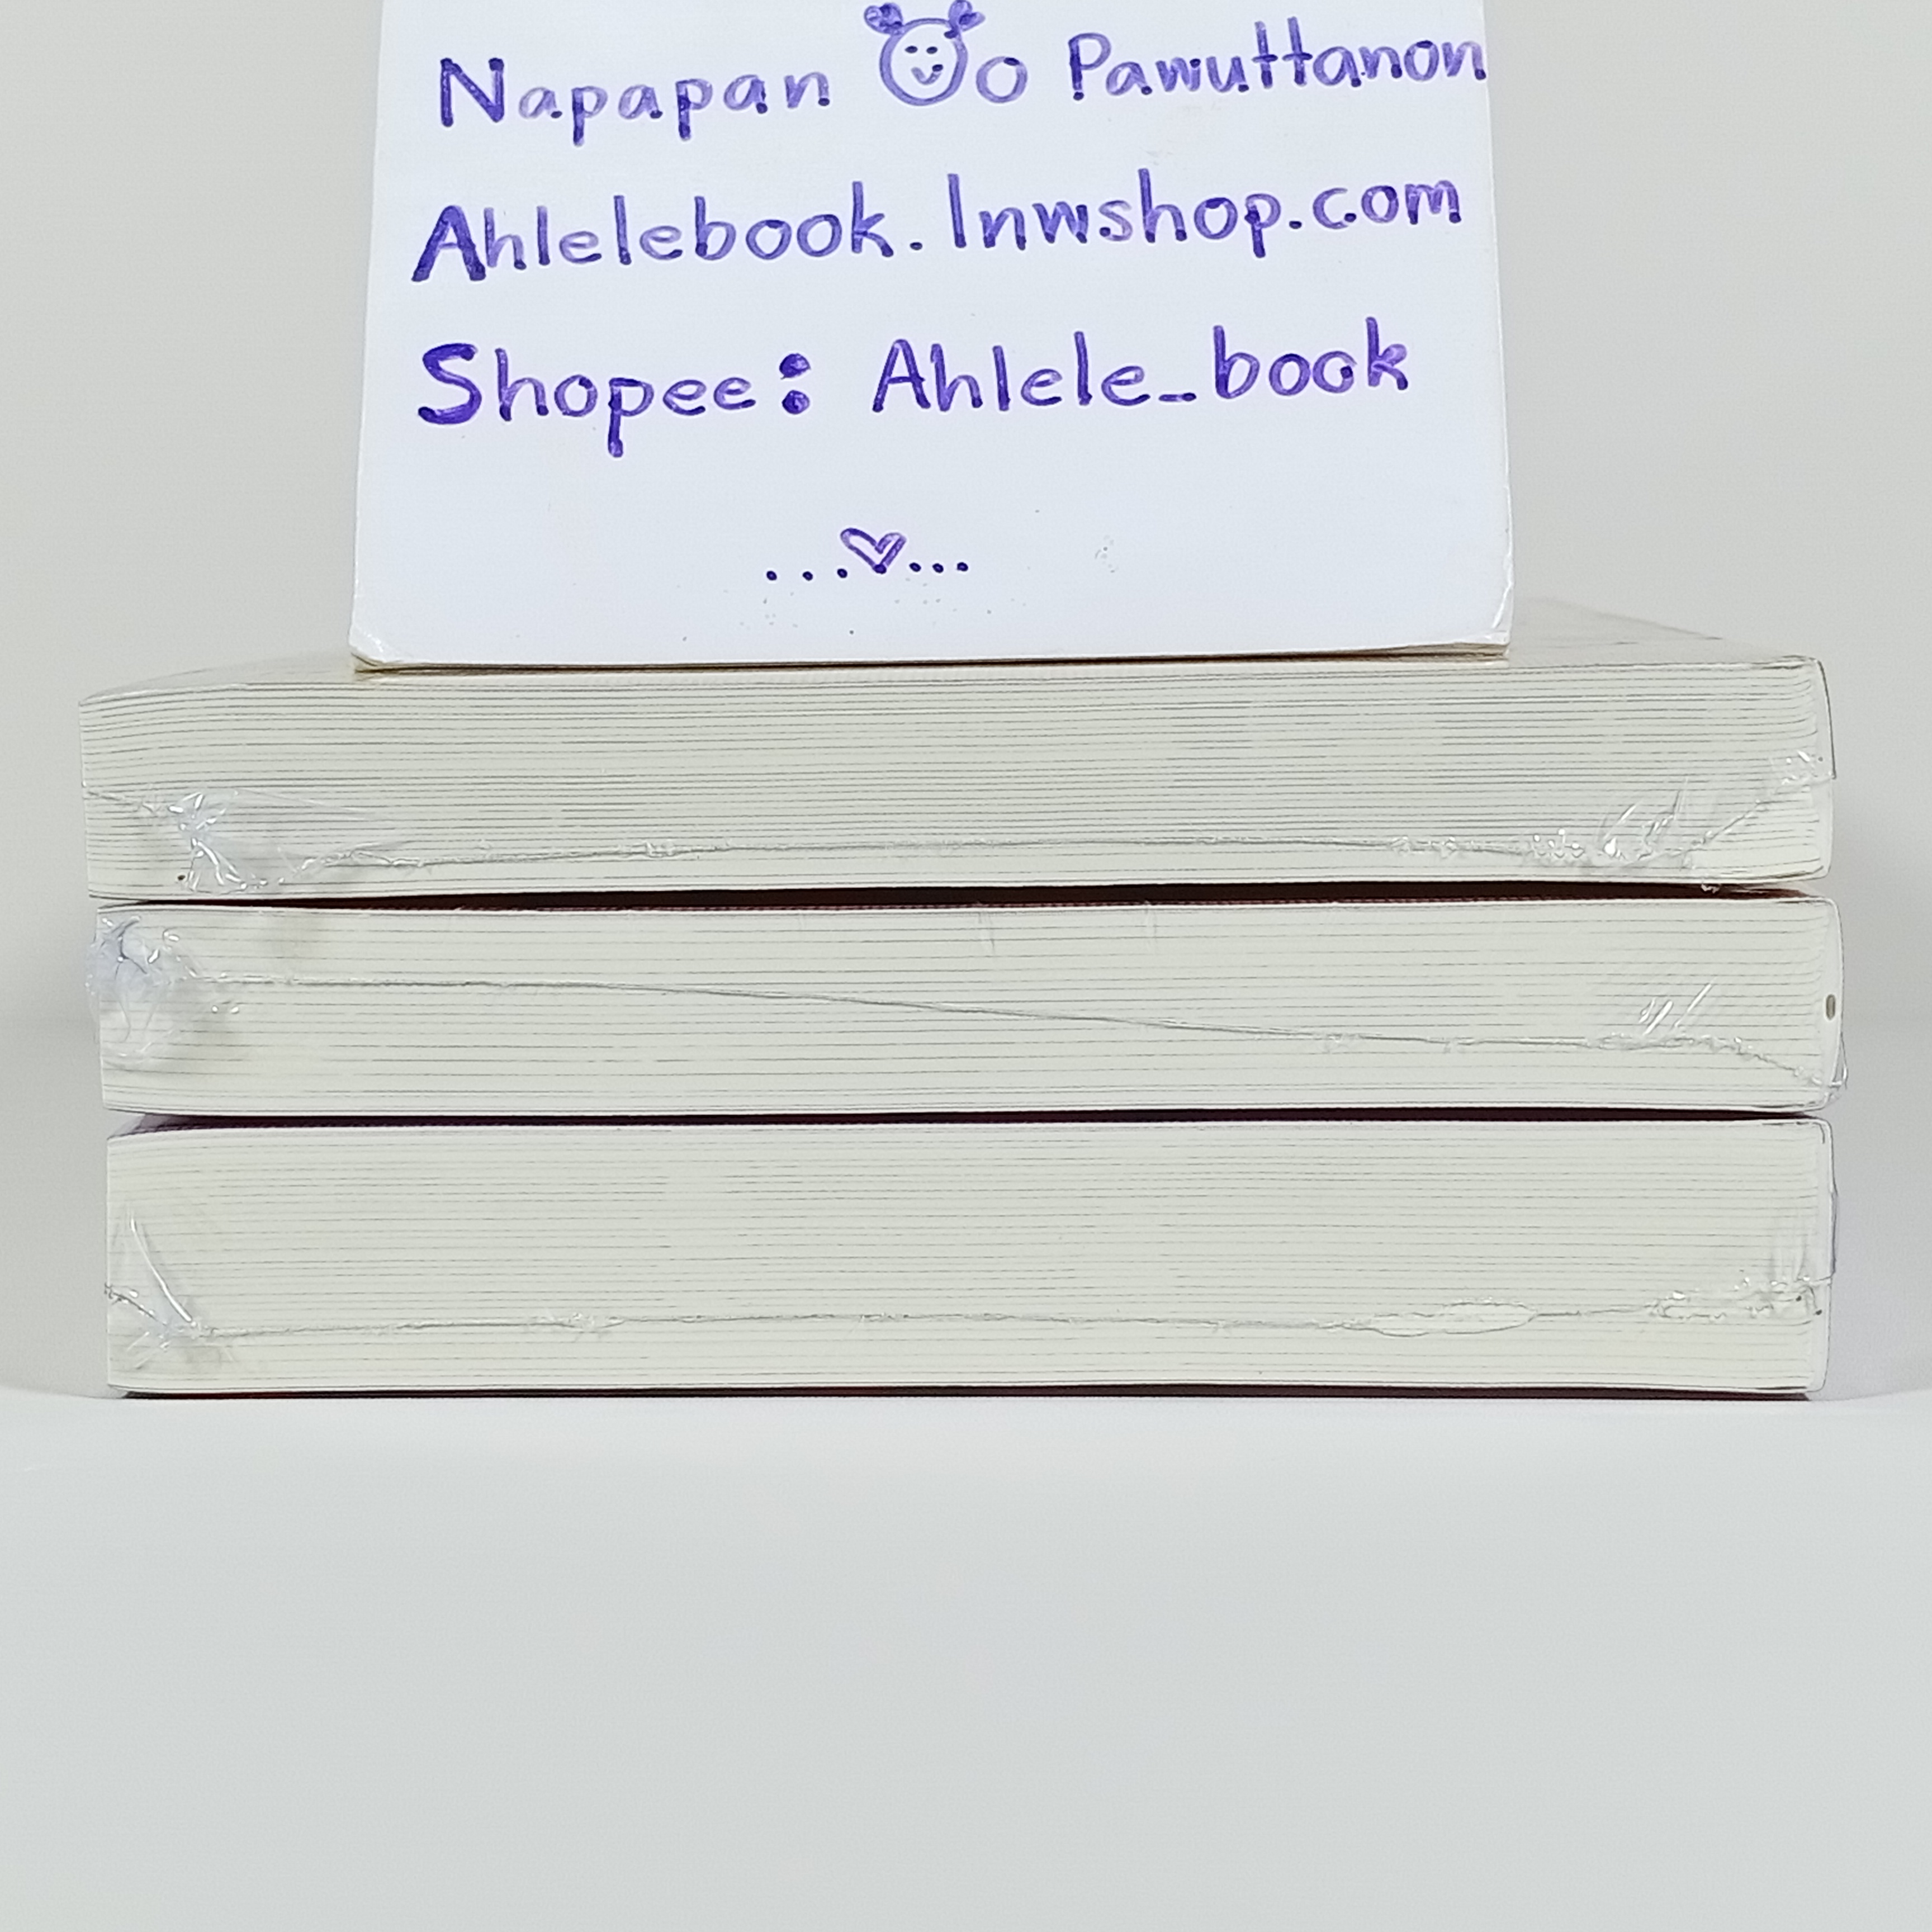 Napapan o Pawuttanon
Ahlelebook.lnwshop.com
Shopee: Ahlele_book
...♡...